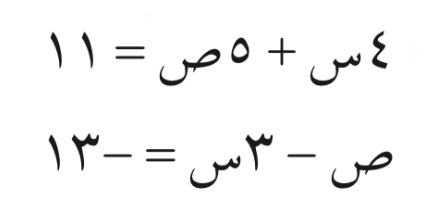 ٤س + ٥ص = ١١
ص − ٣س = −١٣